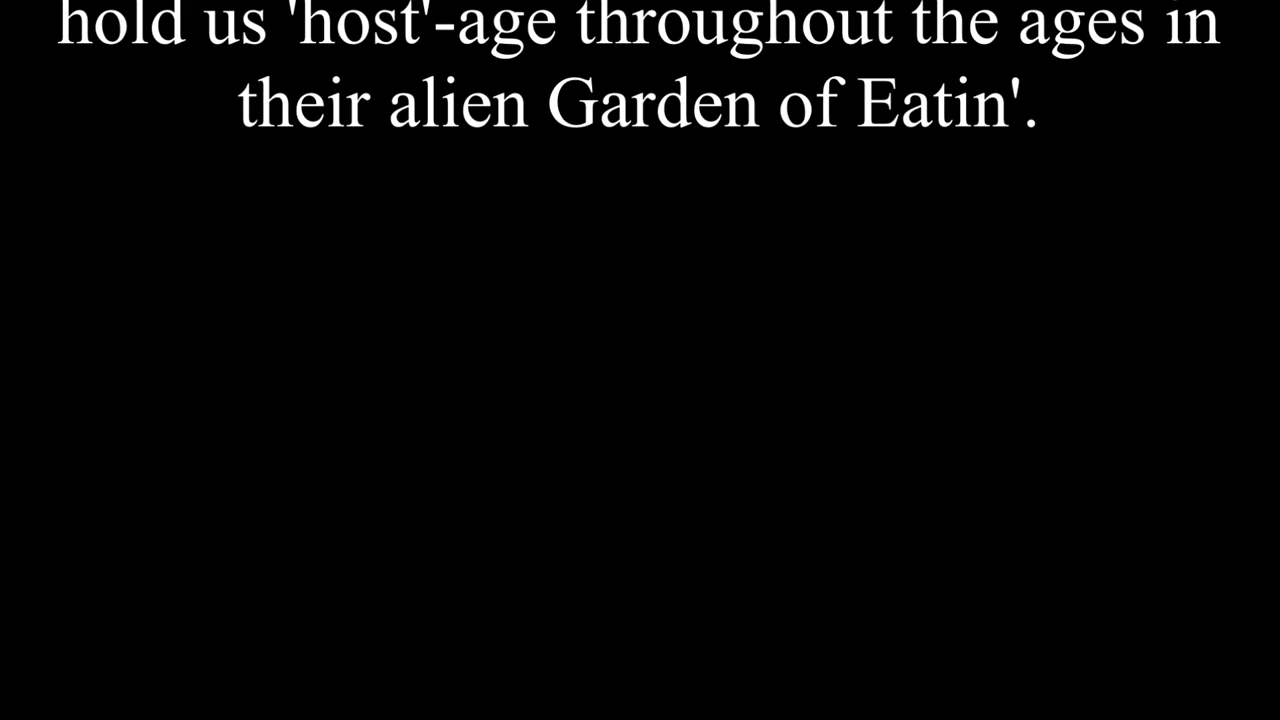 hold us 'host'-age throughout the ages in
their alien Garden of Eatin'.